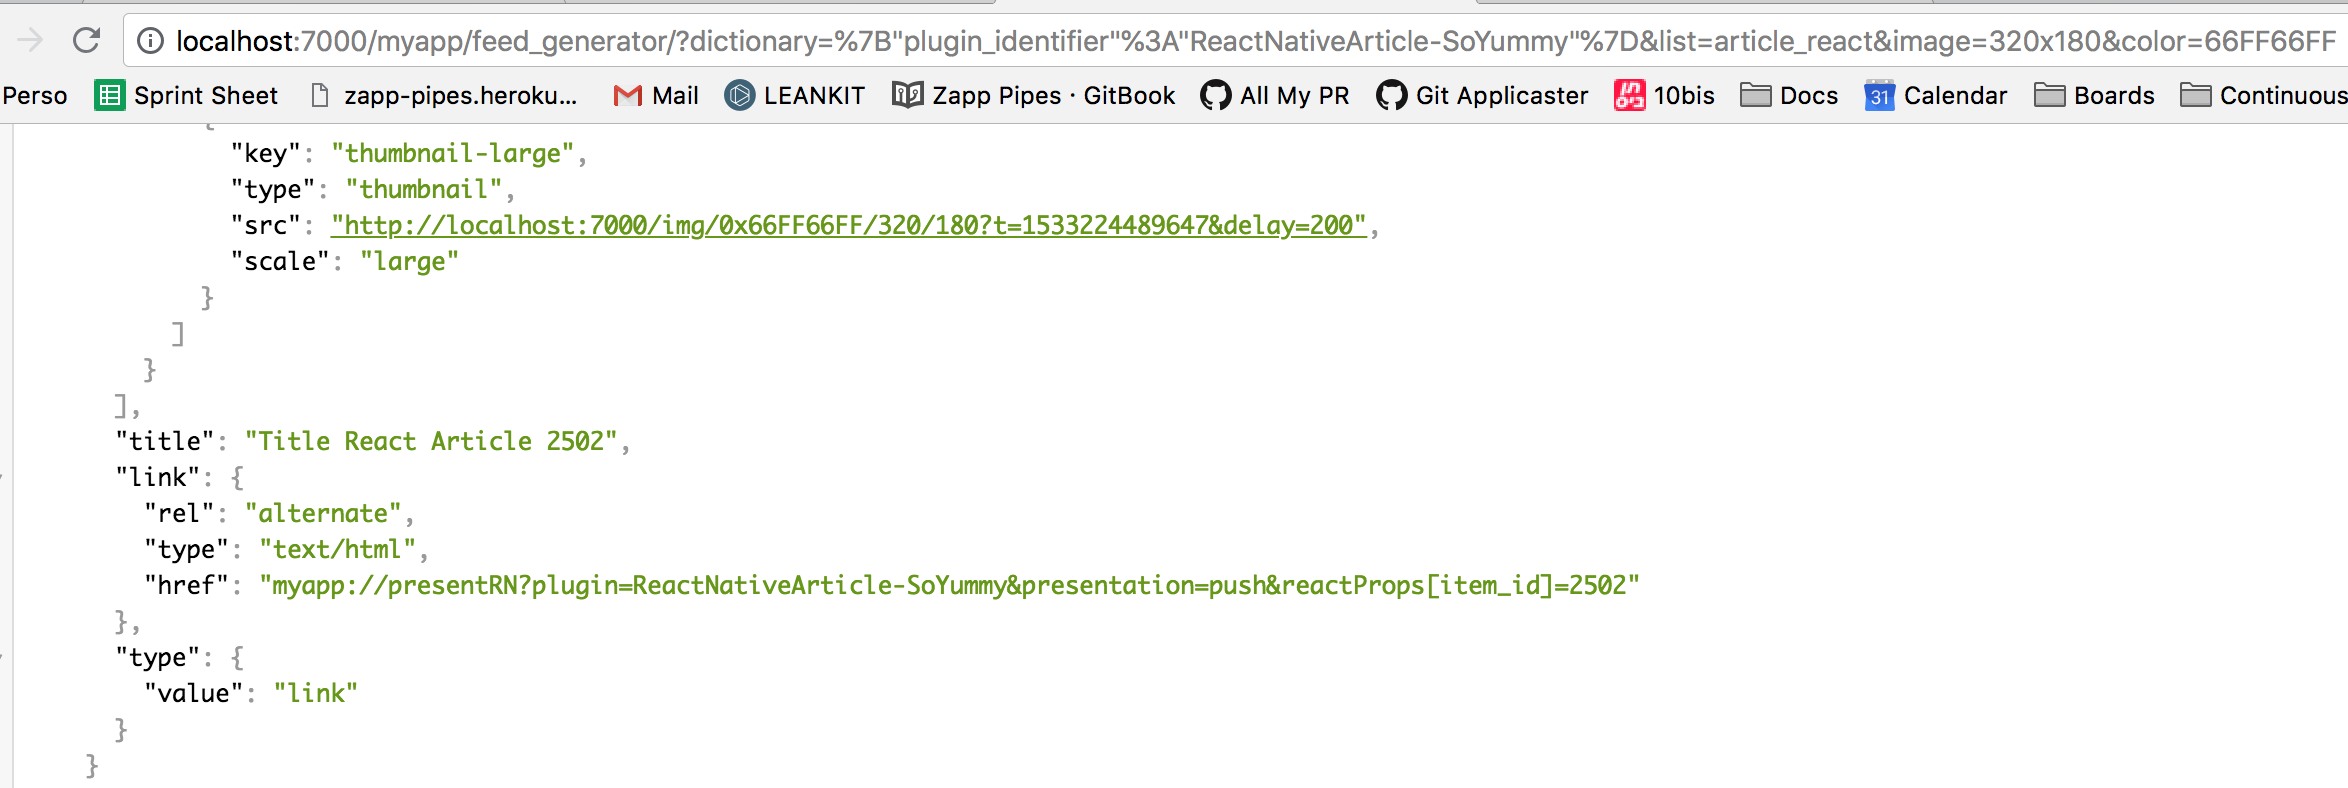 localhost:7000/myapp/feed_generator/?dictionary=%7B"plugin_identifier"%3A"ReactNativeArticle-SoYummy"%7D&list=article_react&image=320x180&color=66FF66FF
Perso Sprint Sheet zapp-pipes.heroku... Mail LEANKIT Zapp Pipes · GitBook All My PR Git Applicaster תן ביס 10bis Docs 31 Calendar Boards Continuous
{
"key": "thumbnail-large",
"type": "thumbnail",
"src": "http://localhost:7000/img/0x66FF66FF/320/180?t=1533224489647&delay=200",
"scale": "large"
}
]
}
],
"title": "Title React Article 2502",
"link": {
"rel": "alternate",
"type": "text/html",
"href": "myapp://presentRN?plugin=ReactNativeArticle-SoYummy&presentation=push&reactProps[item_id]=2502"
},
"type": {
"value": "link"
}
}